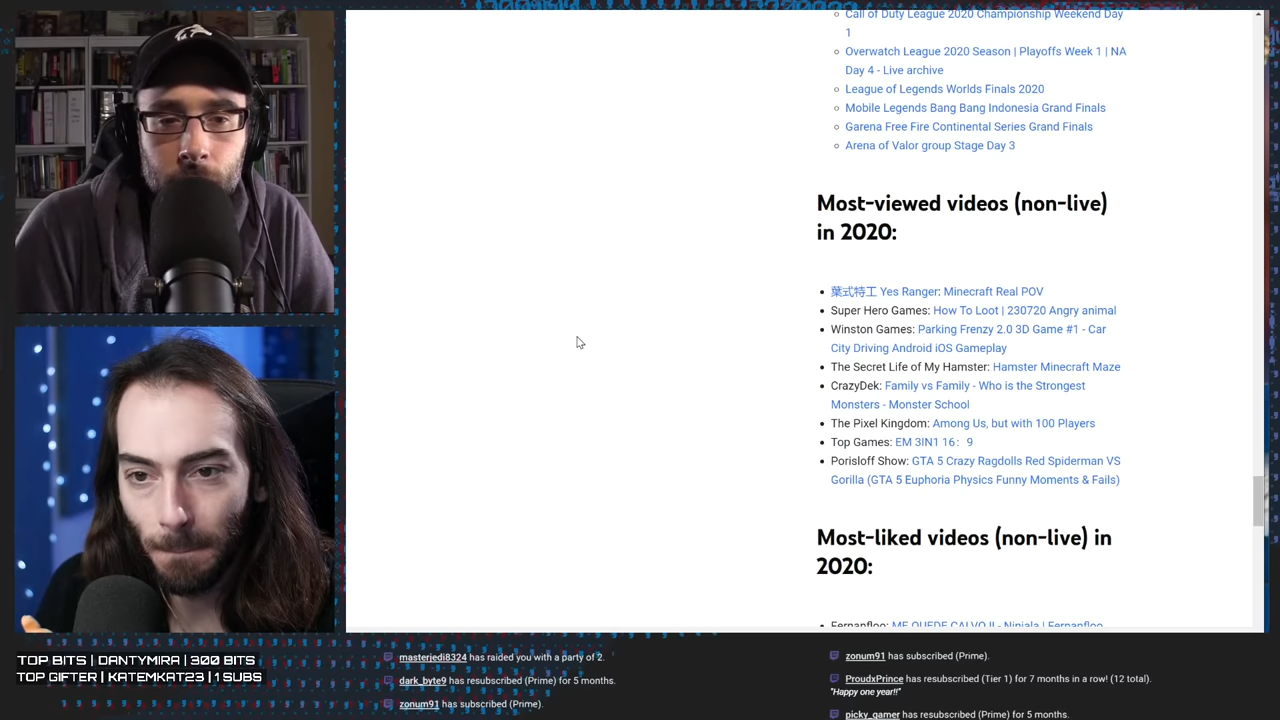 Call of Duty League 2020 Championship Weekend Day
1
Overwatch League 2020 Season | Playoffs Week 1 | NA
Day 4 - Live archive
League of Legends Worlds Finals 2020
Mobile Legends Bang Bang Indonesia Grand Finals
Garena Free Fire Continental Series Grand Finals
Arena of Valor group Stage Day 3
Most-viewed videos (non-live)
in 2020:
葉式特工 Yes Ranger: Minecraft Real POV
Super Hero Games: How To Loot | 230720 Angry animal
Winston Games: Parking Frenzy 2.0 3D Game #1 - Car
City Driving Android iOS Gameplay
The Secret Life of My Hamster: Hamster Minecraft Maze
CrazyDek: Family vs Family - Who is the Strongest
Monsters - Monster School
The Pixel Kingdom: Among Us, but with 100 Players
Top Games: EM 3IN1 16：9
Porisloff Show: GTA 5 Crazy Ragdolls Red Spiderman VS
Gorilla (GTA 5 Euphoria Physics Funny Moments & Fails)
Most-liked videos (non-live) in
2020:
Fernanfloo: ME QUEDE CALVO II - Ninjala | Fernanfloo
TOP BITS | DANTYMIRA | 300 BITS
TOP GIFTER | KATEMKAT23 | 1 SUBS
masterjedi8324 has raided you with a party of 2.
dark_byte9 has resubscribed (Prime) for 5 months.
zonum91 has subscribed (Prime).
zonum91 has subscribed (Prime).
ProudxPrince has resubscribed (Tier 1) for 7 months in a row! (12 total).
"Happy one year!!"
picky_gamer has resubscribed (Prime) for 5 months.